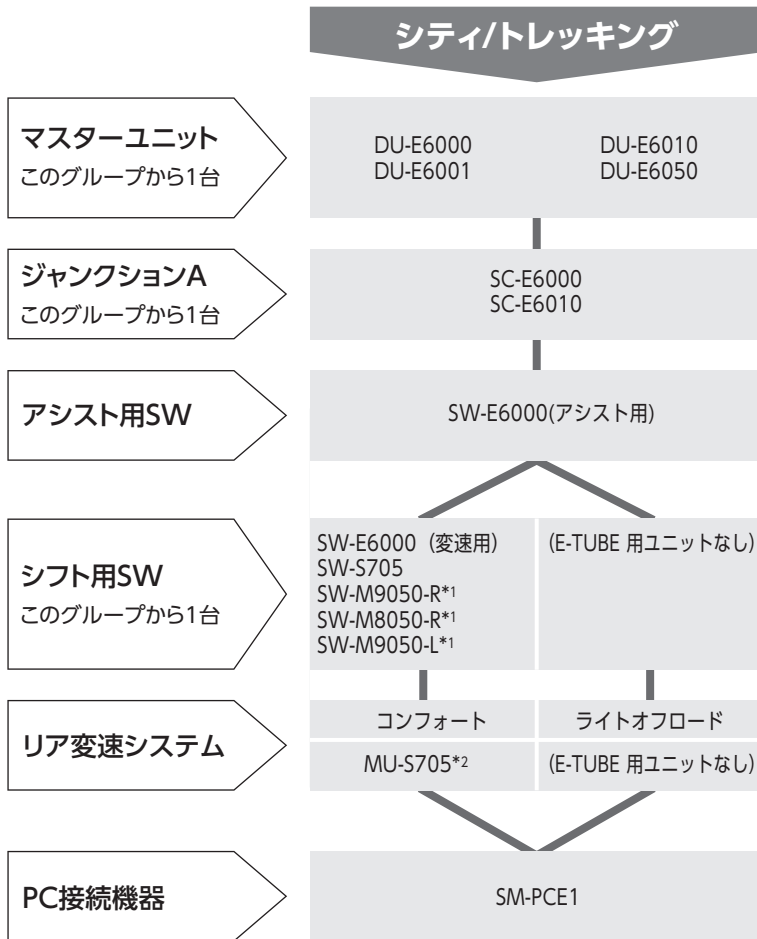 シティ/トレッキング
マスターユニット
このグループから1台
DU-E6000 DU-E6010
DU-E6001 DU-E6050
ジャンクションA
このグループから1台
SC-E6000
SC-E6010
アシスト用SW
SW-E6000(アシスト用)
シフト用SW
このグループから1台
SW-E6000（変速用）
SW-S705
SW-M9050-R*1
SW-M8050-R*1
SW-M9050-L*1
(E-TUBE 用ユニットなし)
リア変速システム
コンフォート
ライトオフロード
MU-S705*2
(E-TUBE 用ユニットなし)
PC接続機器
SM-PCE1